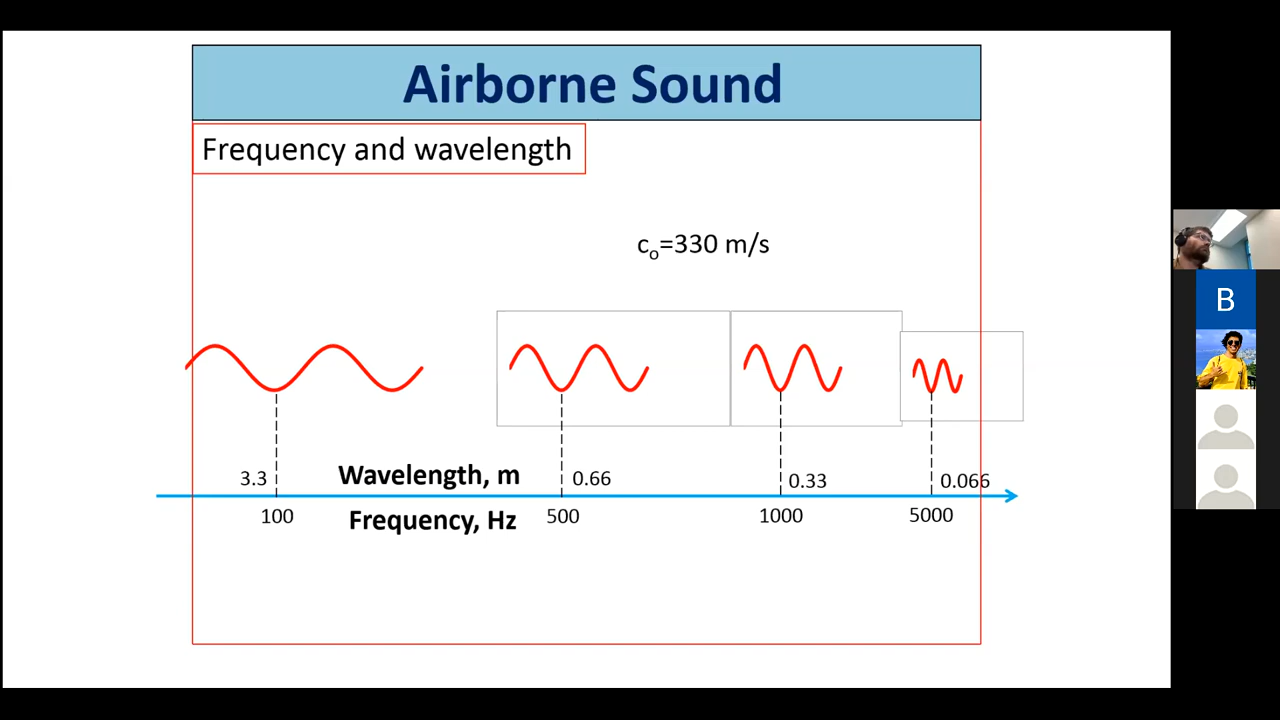 Airborne Sound
Frequency and wavelength
co=330 m/s
B
3.3 Wavelength, m 0.66 0.33 0.066
100 Frequency, Hz 500 1000 5000